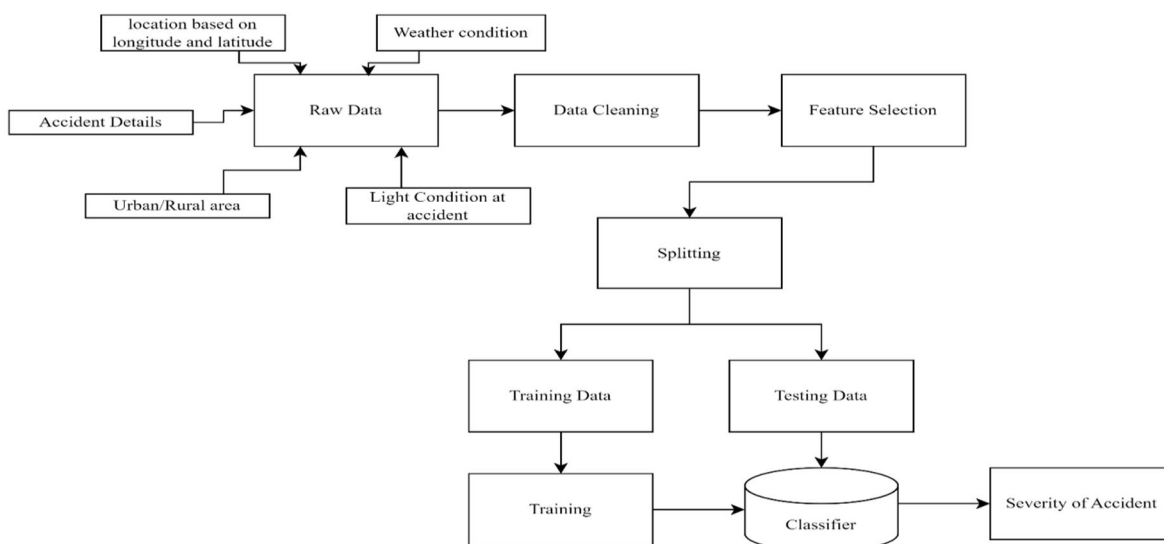 location based on
longitude and latitude
Weather condition
Raw Data
Data Cleaning
Feature Selection
Accident Details
Urban/Rural area
Light Condition at
accident
Splitting
Training Data
Testing Data
Training
Classifier
Severity of Accident